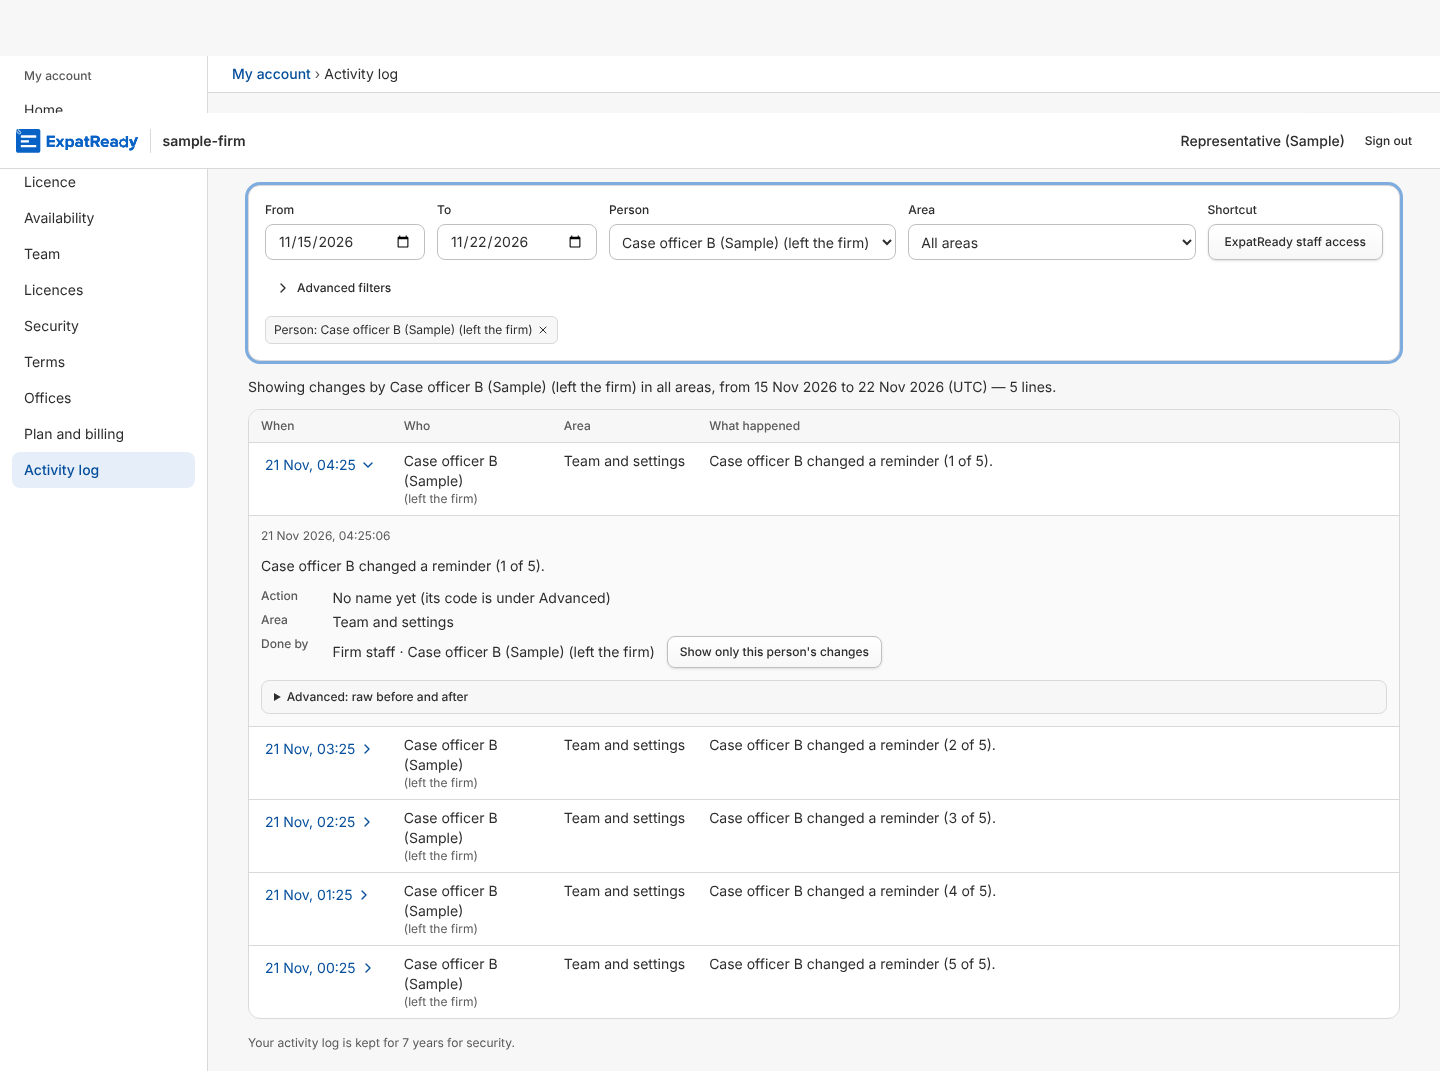 My account
My account › Activity log
Home
ExpatReady
sample-firm
Representative (Sample)
Sign out
Licence
Availability
Team
Licences
Security
Terms
Offices
Plan and billing
Activity log
From
To
Person
Area
Shortcut
11/15/2026
11/22/2026
Case officer B (Sample) (left the firm)
All areas
ExpatReady staff access
Advanced filters
Person: Case officer B (Sample) (left the firm) ×
Showing changes by Case officer B (Sample) (left the firm) in all areas, from 15 Nov 2026 to 22 Nov 2026 (UTC) — 5 lines.
When
Who
Area
What happened
21 Nov, 04:25
Case officer B
(Sample)
(left the firm)
Team and settings
Case officer B changed a reminder (1 of 5).
21 Nov 2026, 04:25:06
Case officer B changed a reminder (1 of 5).
Action
No name yet (its code is under Advanced)
Area
Team and settings
Done by
Firm staff · Case officer B (Sample) (left the firm)
Show only this person's changes
Advanced: raw before and after
21 Nov, 03:25
Case officer B
(Sample)
(left the firm)
Team and settings
Case officer B changed a reminder (2 of 5).
21 Nov, 02:25
Case officer B
(Sample)
(left the firm)
Team and settings
Case officer B changed a reminder (3 of 5).
21 Nov, 01:25
Case officer B
(Sample)
(left the firm)
Team and settings
Case officer B changed a reminder (4 of 5).
21 Nov, 00:25
Case officer B
(Sample)
(left the firm)
Team and settings
Case officer B changed a reminder (5 of 5).
Your activity log is kept for 7 years for security.